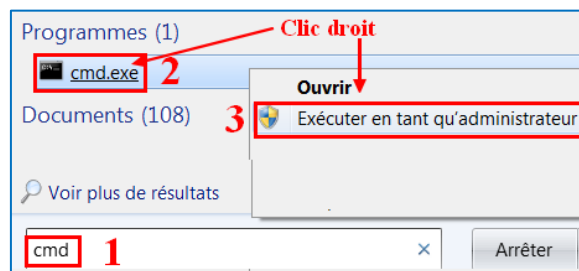 Programmes (1)
Clic droit
cmd.exe 2
Ouvrir
Documents (108)
3 Exécuter en tant qu'administrateur
Voir plus de résultats
cmd 1 × Arrêter